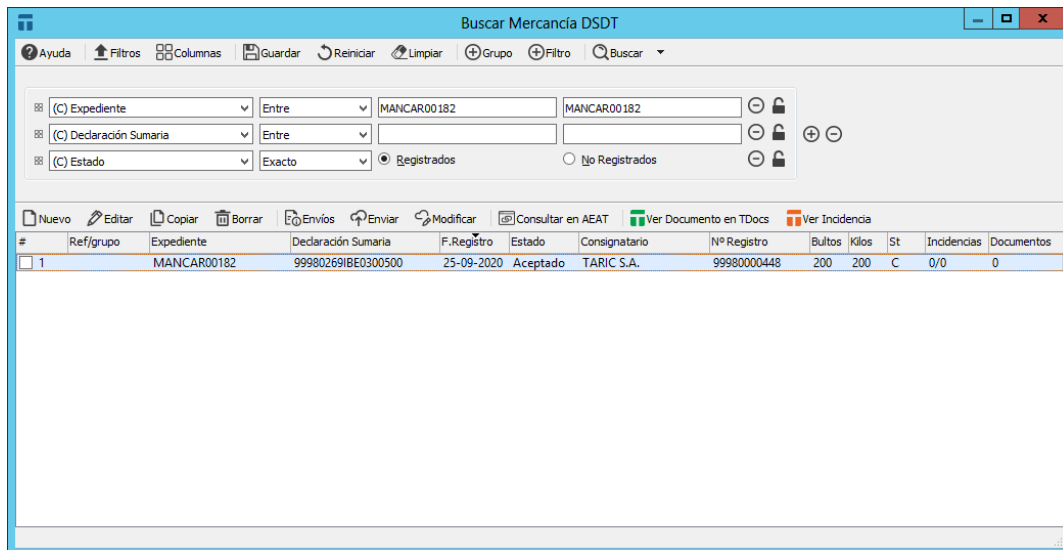 Buscar Mercancía DSDT
Ayuda Filtros Columnas Guardar Reiniciar Limpiar Grupo Filtro Buscar
(C) Expediente Entre MANCAR00182 MANCAR00182
(C) Declaración Sumaria Entre
(C) Estado Exacto Registrados No Registrados
Nuevo Editar Copiar Borrar Envíos Enviar Modificar Consultar en AEAT Ver Documento en TDocs Ver Incidencia
# Ref/grupo Expediente Declaración Sumaria F.Registro Estado Consignatario Nº Registro Bultos Kilos St Incidencias Documentos
1 MANCAR00182 99980269IBE0300500 25-09-2020 Aceptado TARIC S.A. 99980000448 200 200 C 0/0 0